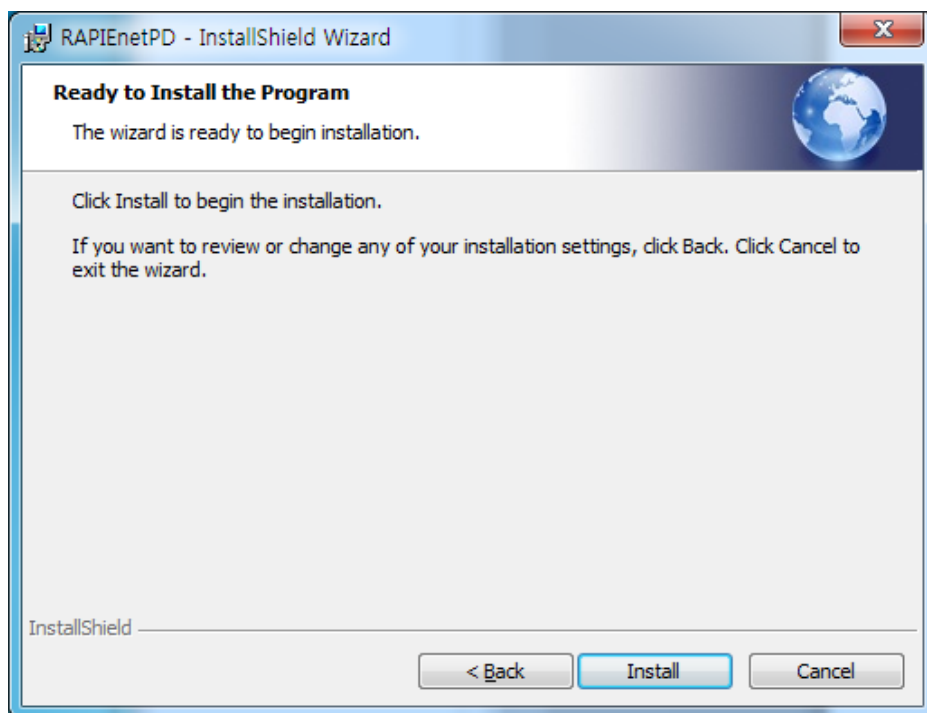 RAPIEnetPD - InstallShield Wizard
X
Ready to Install the Program
The wizard is ready to begin installation.
Click Install to begin the installation.
If you want to review or change any of your installation settings, click Back. Click Cancel to
exit the wizard.
InstallShield
< Back
Install
Cancel